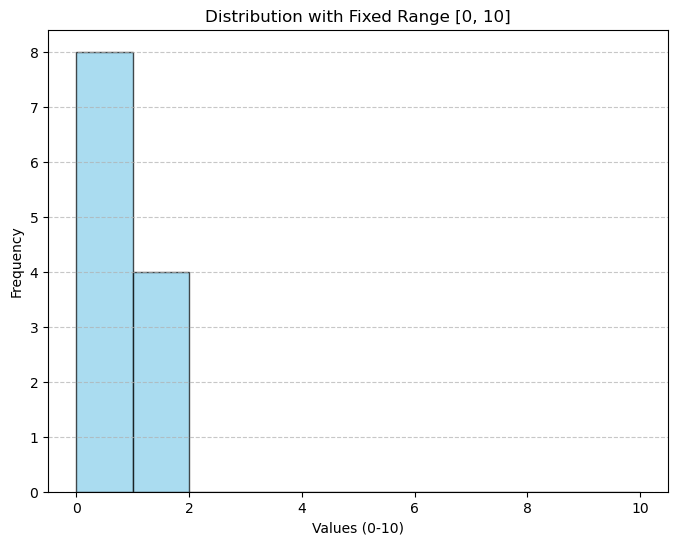 Distribution with Fixed Range [0, 10]
8
7
6
5
4
3
2
1
0
Frequency
0 2 4 6 8 10
Values (0-10)